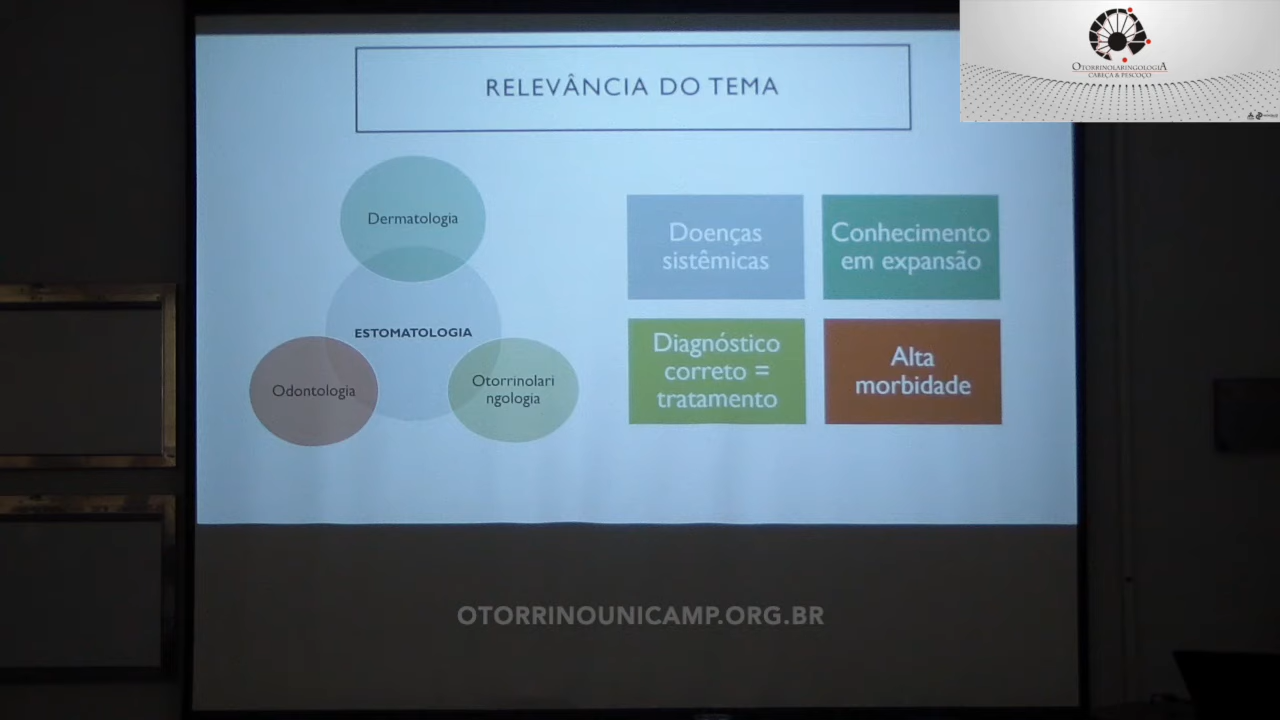 RELEVÂNCIA DO TEMA
OTORRINOLARINGOLOGIA
CABEÇA & PESCOÇO
Dermatologia
ESTOMATOLOGIA
Odontologia
Otorrinolari
ngologia
Doenças
sistêmicas
Conhecimento
em expansão
Diagnóstico
correto =
tratamento
Alta
morbidade
OTORRINOUNICAMP.ORG.BR